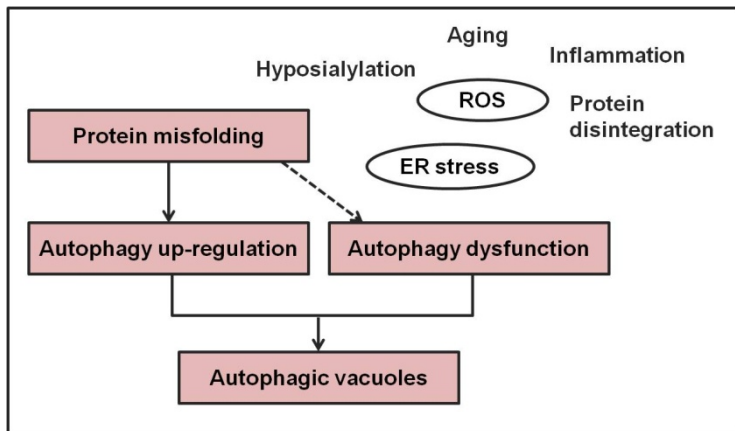 Aging
Inflammation
Hyposialylation
ROS
Protein
disintegration
Protein misfolding
ER stress
Autophagy up-regulation
Autophagy dysfunction
Autophagic vacuoles